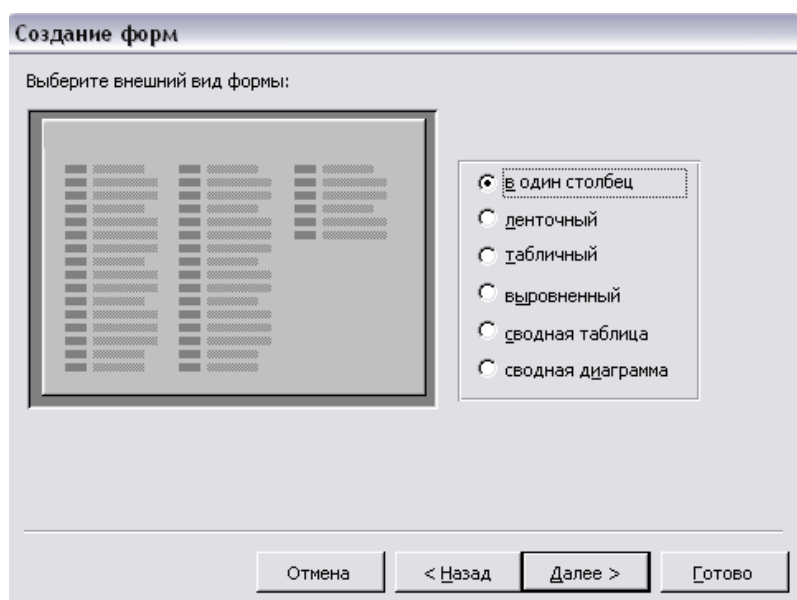 Создание форм
Выберите внешний вид формы:
в один столбец
ленточный
табличный
выровненный
сводная таблица
сводная диаграмма
Отмена
< Назад
Далее >
Готово